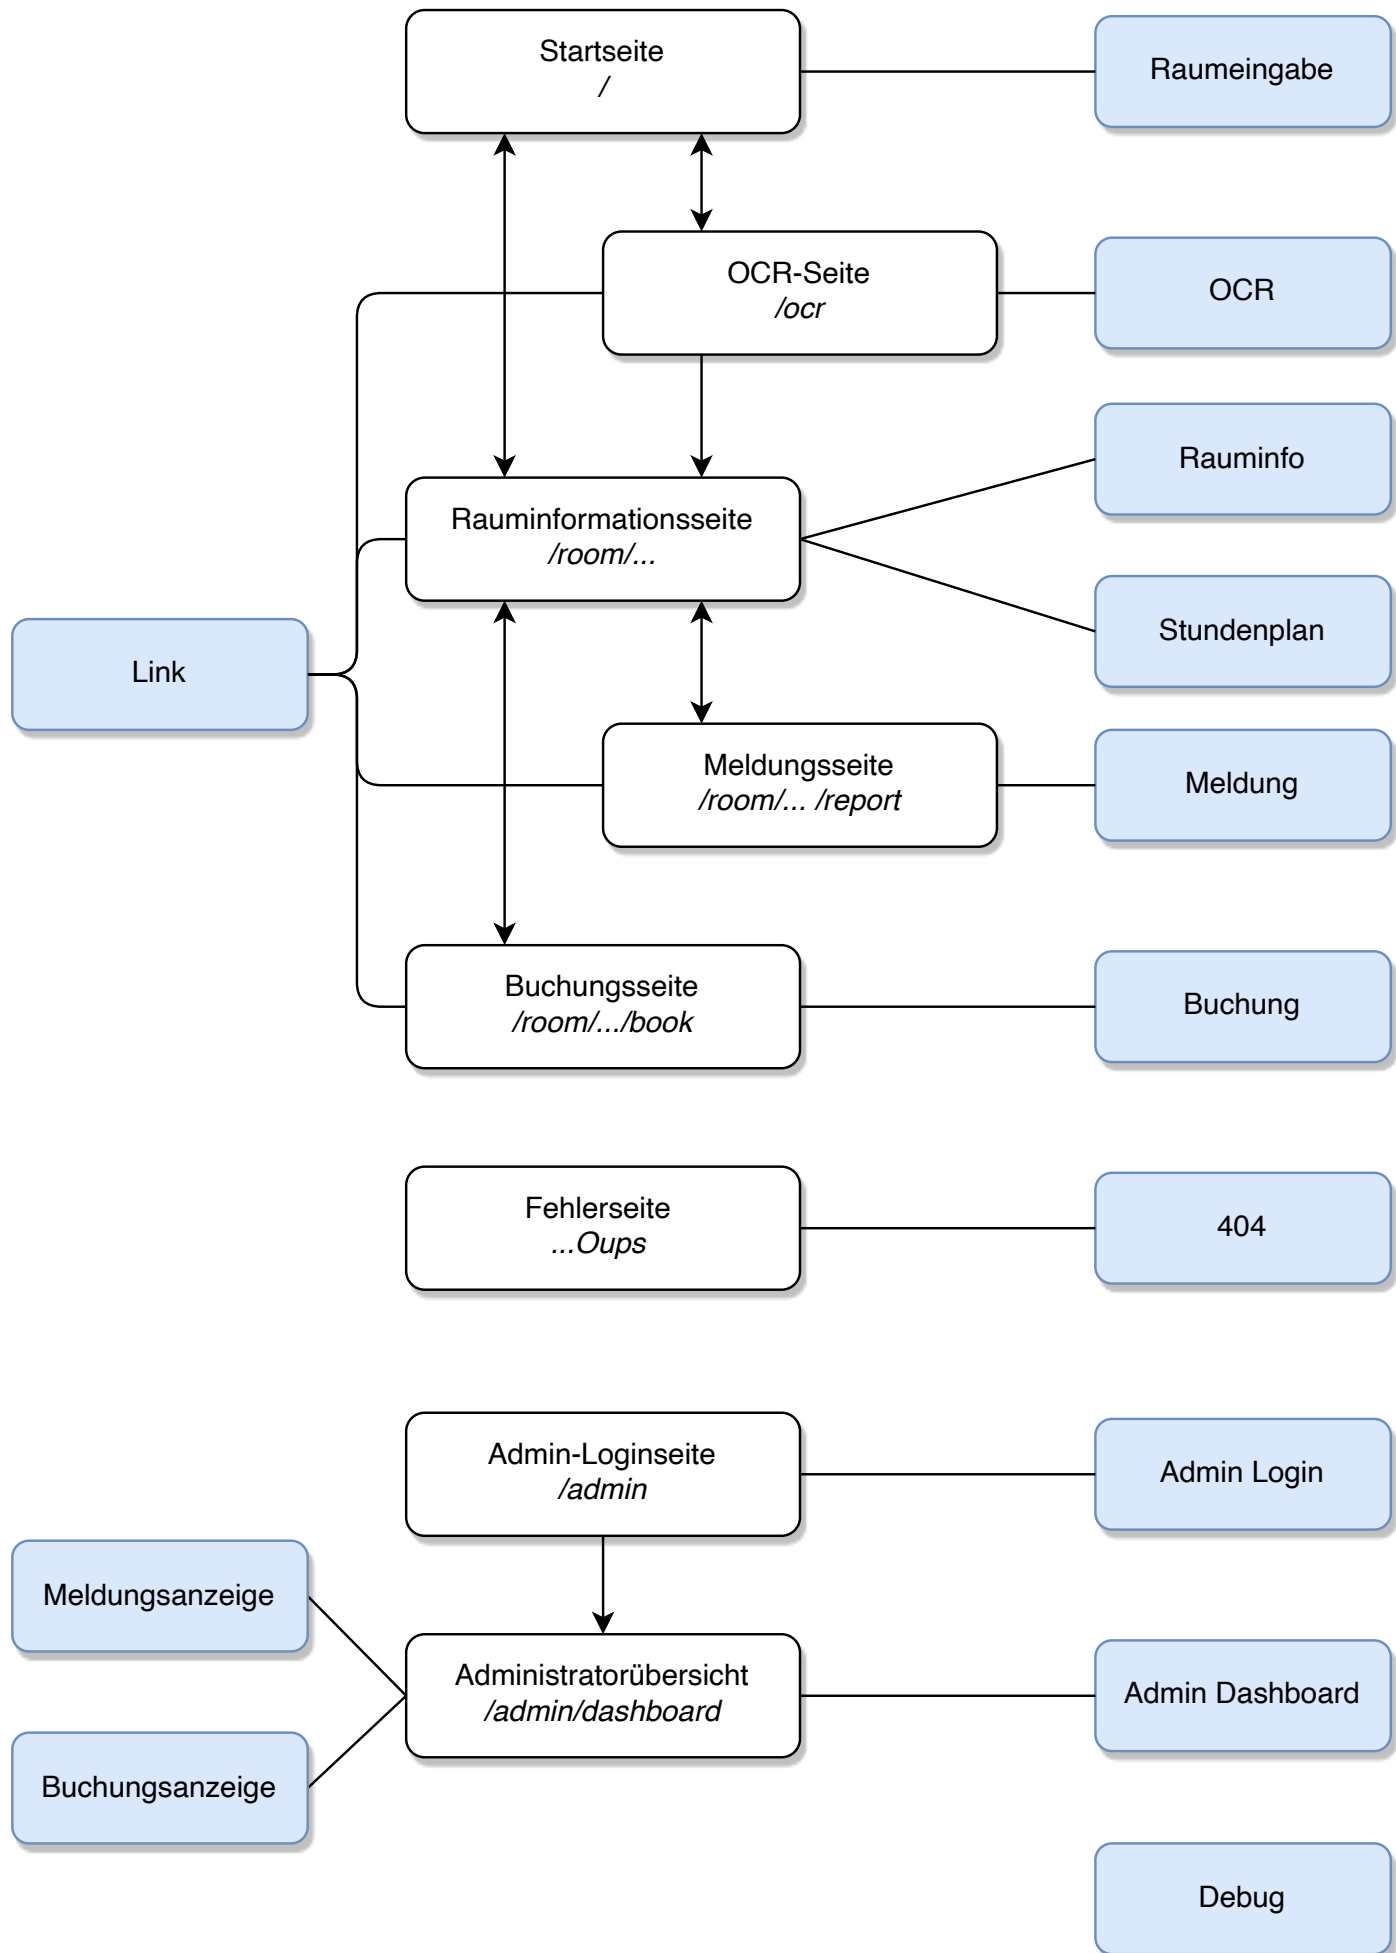 Startseite
/
Raumeingabe
OCR-Seite
/ocr
OCR
Rauminfo
Rauminformationsseite
/room/...
Stundenplan
Link
Meldungsseite
/room/... /report
Meldung
Buchungsseite
/room/.../book
Buchung
Fehlerseite
...Oups
404
Admin-Loginseite
/admin
Admin Login
Meldungsanzeige
Administratorübersicht
/admin/dashboard
Admin Dashboard
Buchungsanzeige
Debug